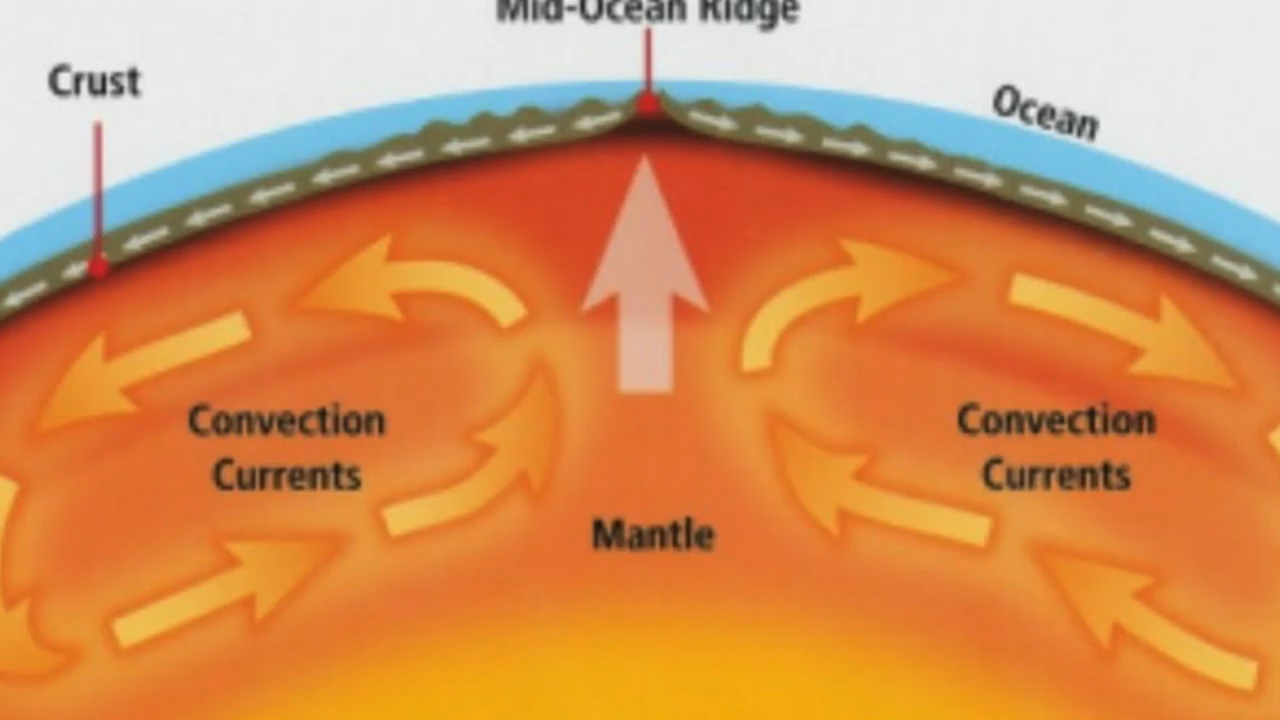 Mid-Ocean Ridge
Crust
Ocean
Convection
Currents
Convection
Currents
Mantle